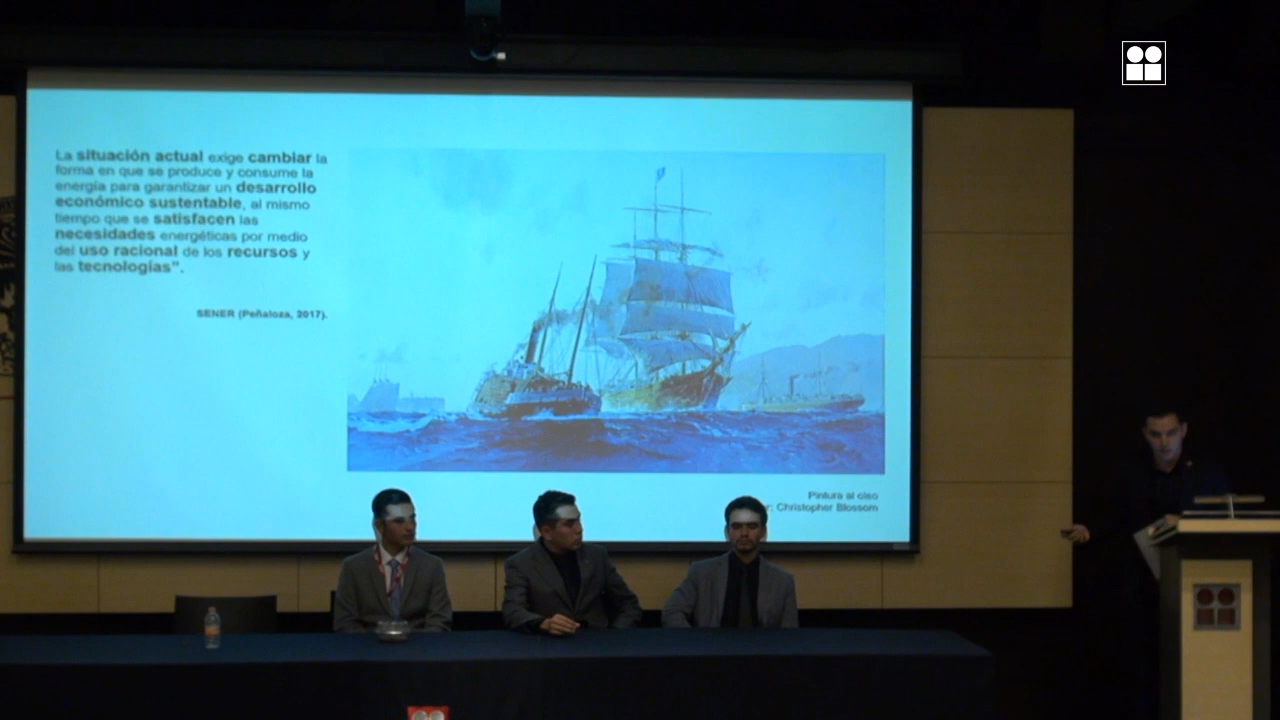 La situación actual exige cambiar la
forma en que se produce y consume la
energía para garantizar un desarrollo
económico sustentable, al mismo
tiempo que se satisfacen las
necesidades energéticas por medio
del uso racional de los recursos y
las tecnologías".
SENER (Peñaloza, 2017).
Pintura al óleo
r: Christopher Blossom